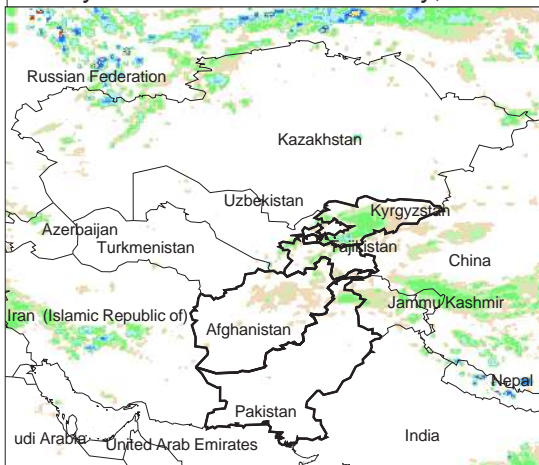 Russian Federation
Kazakhstan
Uzbekistan
Kyrgyzstan
Azerbaijan
Turkmenistan
Tajikistan
China
Jammu/Kashmir
Iran (Islamic Republic of)
Afghanistan
Nepal
Pakistan
udi Arabia
United Arab Emirates
India